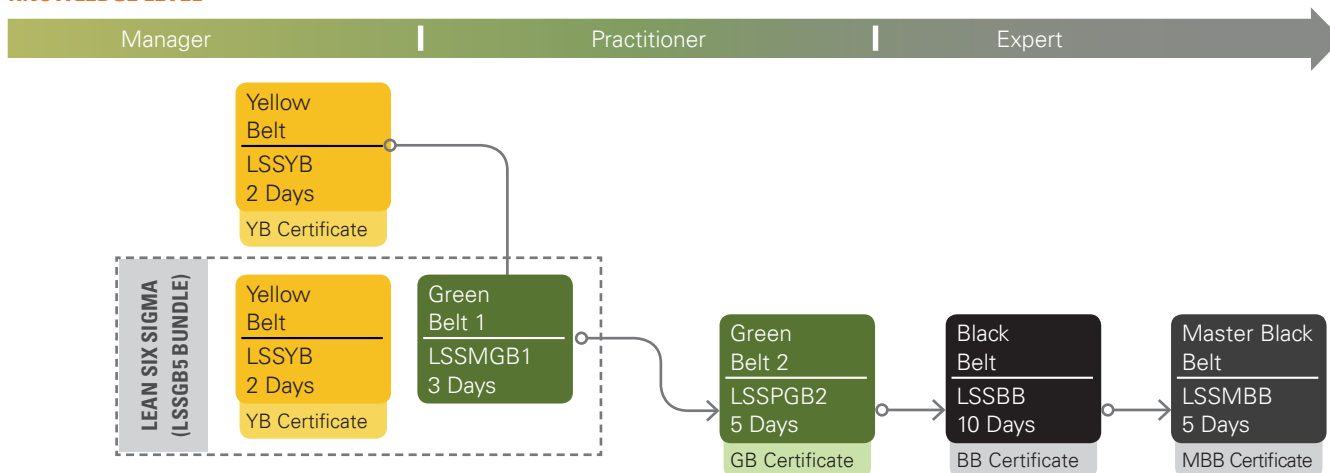 Manager
Practitioner
Expert
Yellow
Belt
LSSYB
2 Days
YB Certificate
LEAN SIX SIGMA
(LSSGB5 BUNDLE)
Yellow
Belt
LSSYB
2 Days
YB Certificate
Green
Belt 1
LSSMGB1
3 Days
Green
Belt 2
LSSPGB2
5 Days
GB Certificate
Black
Belt
LSSBB
10 Days
BB Certificate
Master Black
Belt
LSSMBB
5 Days
MBB Certificate